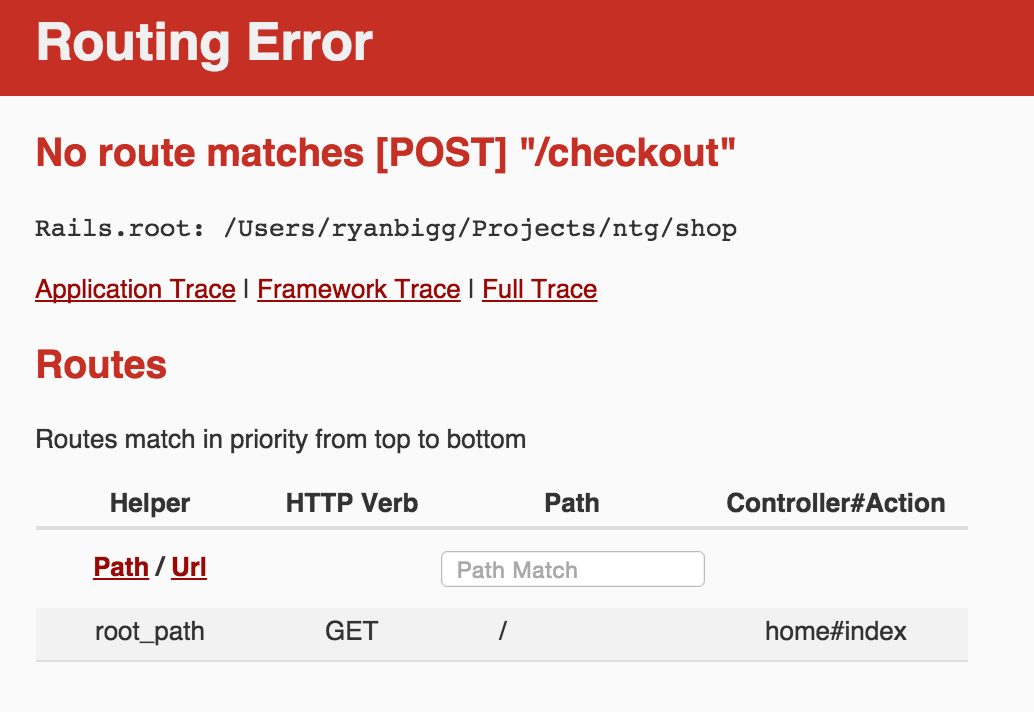 Routing Error
No route matches [POST] "/checkout"
Rails.root: /Users/ryanbigg/Projects/ntg/shop
Application Trace | Framework Trace | Full Trace
Routes
Routes match in priority from top to bottom
Helper HTTP Verb Path Controller#Action
Path / Url Path Match
root_path GET / home#index